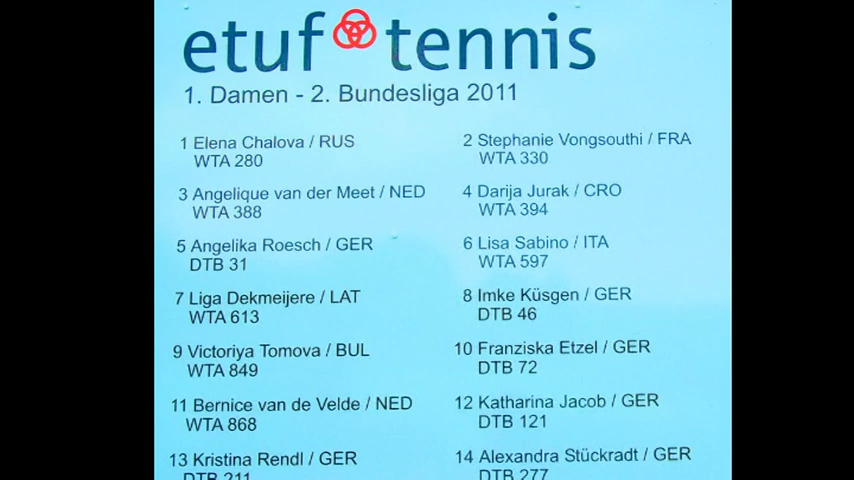 etuf tennis
1. Damen - 2. Bundesliga 2011
1 Elena Chalova / RUS
WTA 280
2 Stephanie Vongsouthi / FRA
WTA 330
3 Angelique van der Meet / NED
WTA 388
4 Darija Jurak / CRO
WTA 394
5 Angelika Roesch / GER
DTB 31
6 Lisa Sabino / ITA
WTA 597
7 Liga Dekmeijere / LAT
WTA 613
8 Imke Küsgen / GER
DTB 46
9 Victoriya Tomova / BUL
WTA 849
10 Franziska Etzel / GER
DTB 72
11 Bernice van de Velde / NED
WTA 868
12 Katharina Jacob / GER
DTB 121
13 Kristina Rendl / GER
DTB 211
14 Alexandra Stückradt / GER
DTB 277